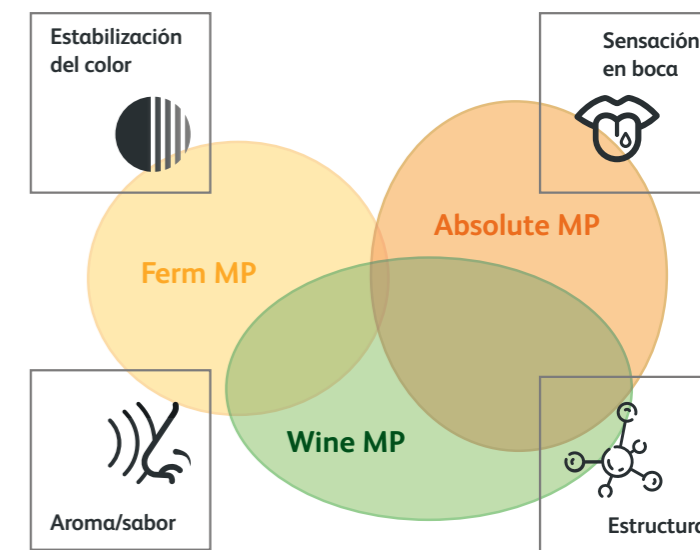 Estabilización
del color
Sensación
en boca
Absolute MP
Ferm MP
Wine MP
Aroma/sabor
Estructura